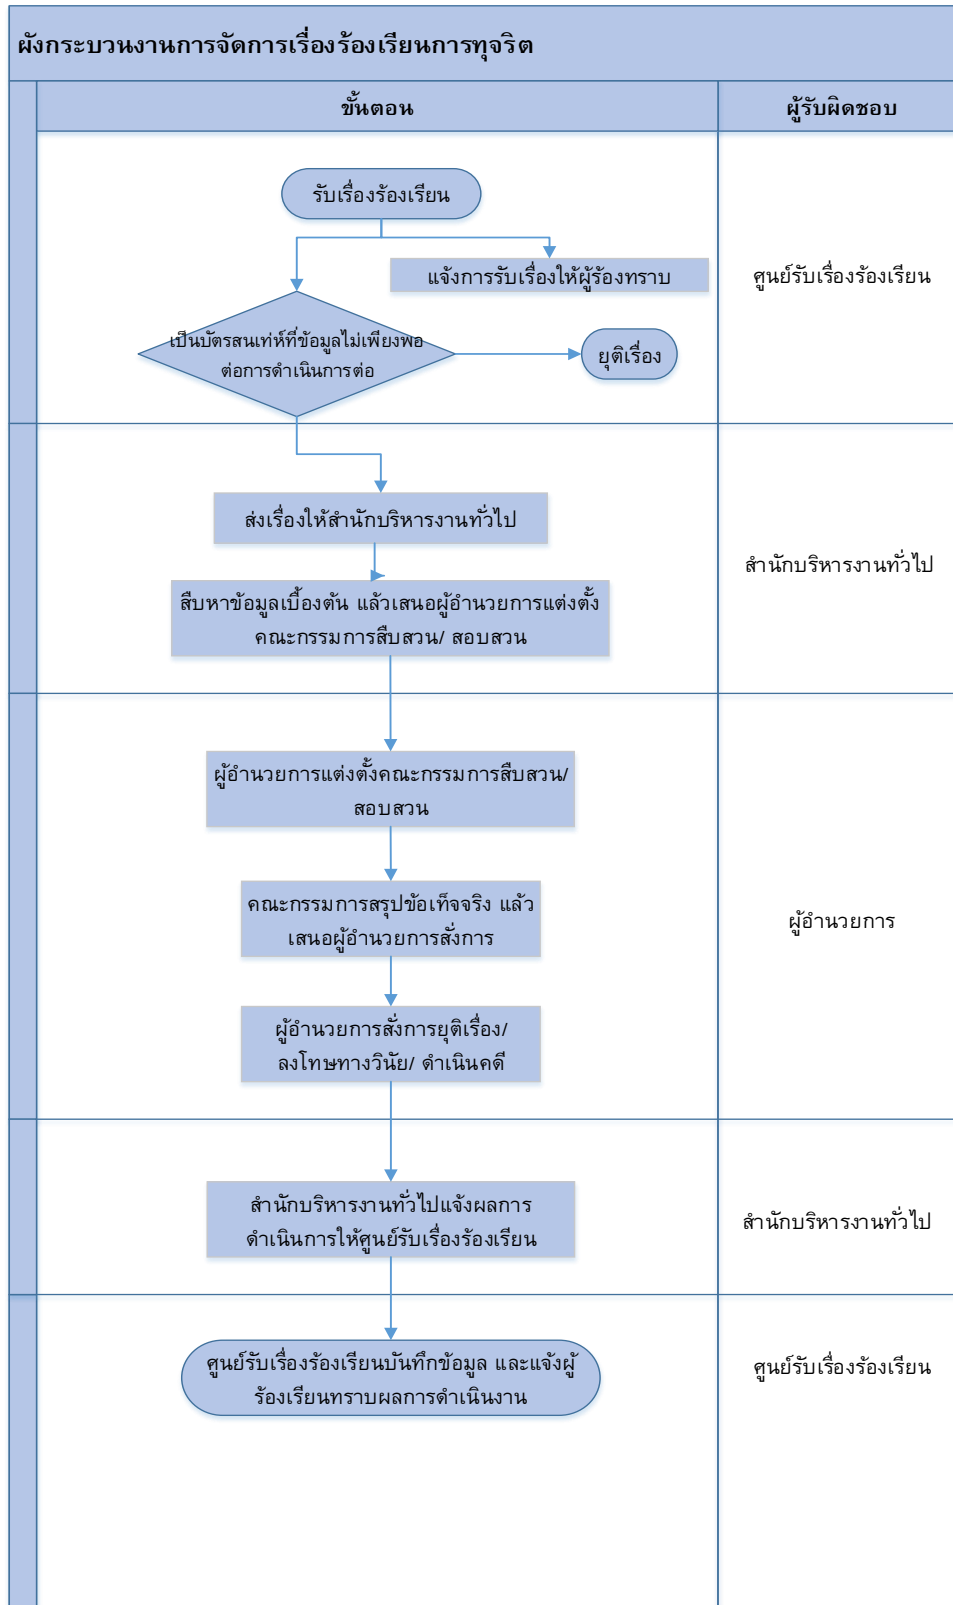 ผังกระบวนงานการจัดการเรื่องร้องเรียนการทุจริต
ขั้นตอน
ผู้รับผิดชอบ
รับเรื่องร้องเรียน
แจ้งการรับเรื่องให้ผู้ร้องทราบ
ศูนย์รับเรื่องร้องเรียน
เป็นบัตรสนเท่ห์ที่ข้อมูลไม่เพียงพอ
ต่อการดำเนินการต่อ
ยุติเรื่อง
ส่งเรื่องให้สำนักบริหารงานทั่วไป
สำนักบริหารงานทั่วไป
สืบหาข้อมูลเบื้องต้น แล้วเสนอผู้อำนวยการแต่งตั้ง
คณะกรรมการสืบสวน/ สอบสวน
ผู้อำนวยการแต่งตั้งคณะกรรมการสืบสวน/
สอบสวน
คณะกรรมการสรุปข้อเท็จจริง แล้ว
เสนอผู้อำนวยการสั่งการ
ผู้อำนวยการ
ผู้อำนวยการสั่งการยุติเรื่อง/
ลงโทษทางวินัย/ ดำเนินคดี
สำนักบริหารงานทั่วไปแจ้งผลการ
ดำเนินการให้ศูนย์รับเรื่องร้องเรียน
สำนักบริหารงานทั่วไป
ศูนย์รับเรื่องร้องเรียนบันทึกข้อมูล และแจ้งผู้
ร้องเรียนทราบผลการดำเนินงาน
ศูนย์รับเรื่องร้องเรียน